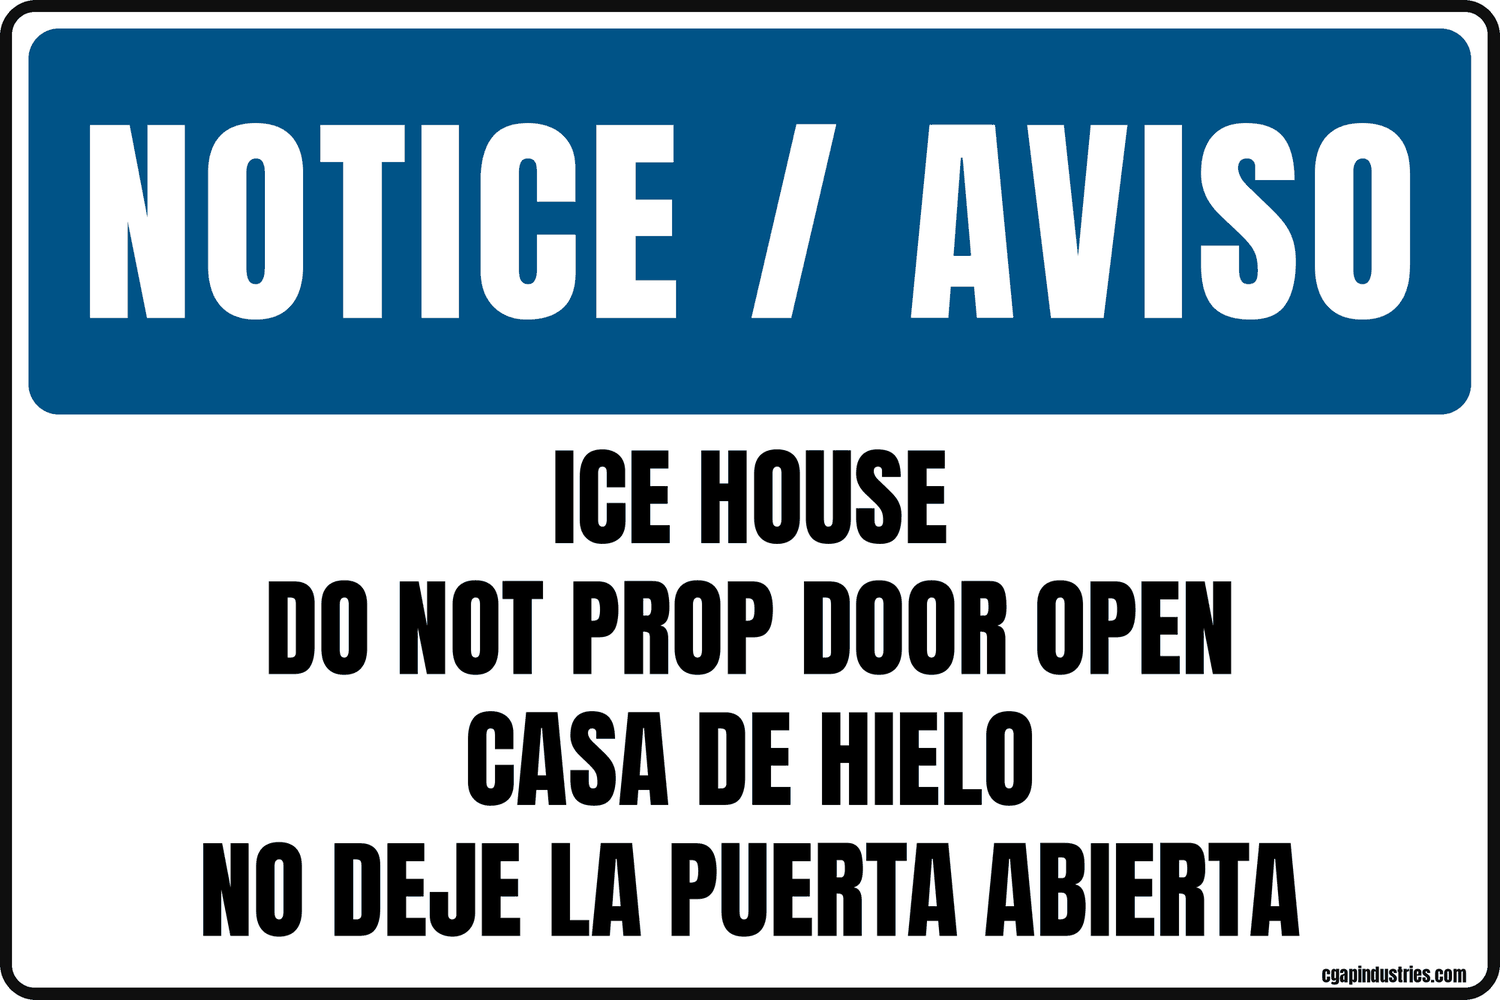 NOTICE / AVISO
ICE HOUSE
DO NOT PROP DOOR OPEN
CASA DE HIELO
NO DEJE LA PUERTA ABIERTA
cgapindustries.com